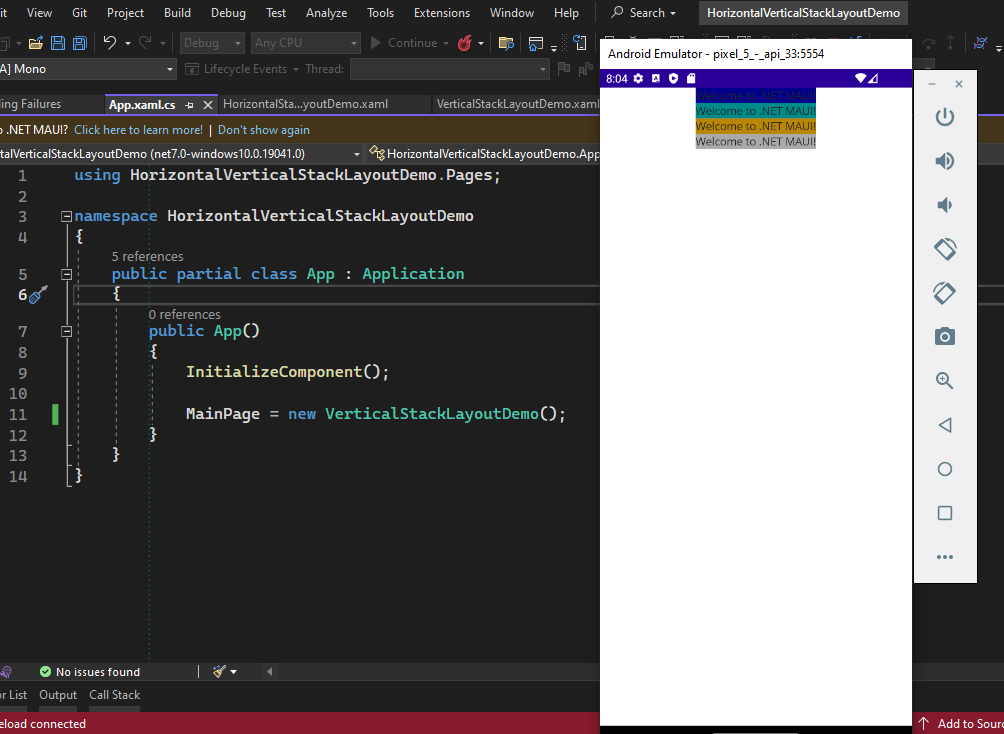 it View Git Project Build Debug Test Analyze Tools Extensions Window Help Search HorizontalVerticalStackLayoutDemo
Debug Any CPU Continue
A] Mono Lifecycle Events Thread:
ing Failures App.xaml.cs HorizontalSta...youtDemo.xaml VerticalStackLayoutDemo.xaml
o .NET MAUI? Click here to learn more! | Don't show again
talVerticalStackLayoutDemo (net7.0-windows10.0.19041.0) HorizontalVerticalStackLayoutDemo.App
1 using HorizontalVerticalStackLayoutDemo.Pages;
2
3 namespace HorizontalVerticalStackLayoutDemo
4 {
5 references
5 public partial class App : Application
6 {
0 references
7 public App()
8 {
9 InitializeComponent();
10
11 MainPage = new VerticalStackLayoutDemo();
12 }
13 }
14 }
No issues found
or List Output Call Stack
eload connected
Add to Sourc
Android Emulator - pixel_5_-_api_33:5554
8:04
Welcome to .NET MAUI!
Welcome to .NET MAUI!
Welcome to .NET MAUI!
Welcome to .NET MAUI!